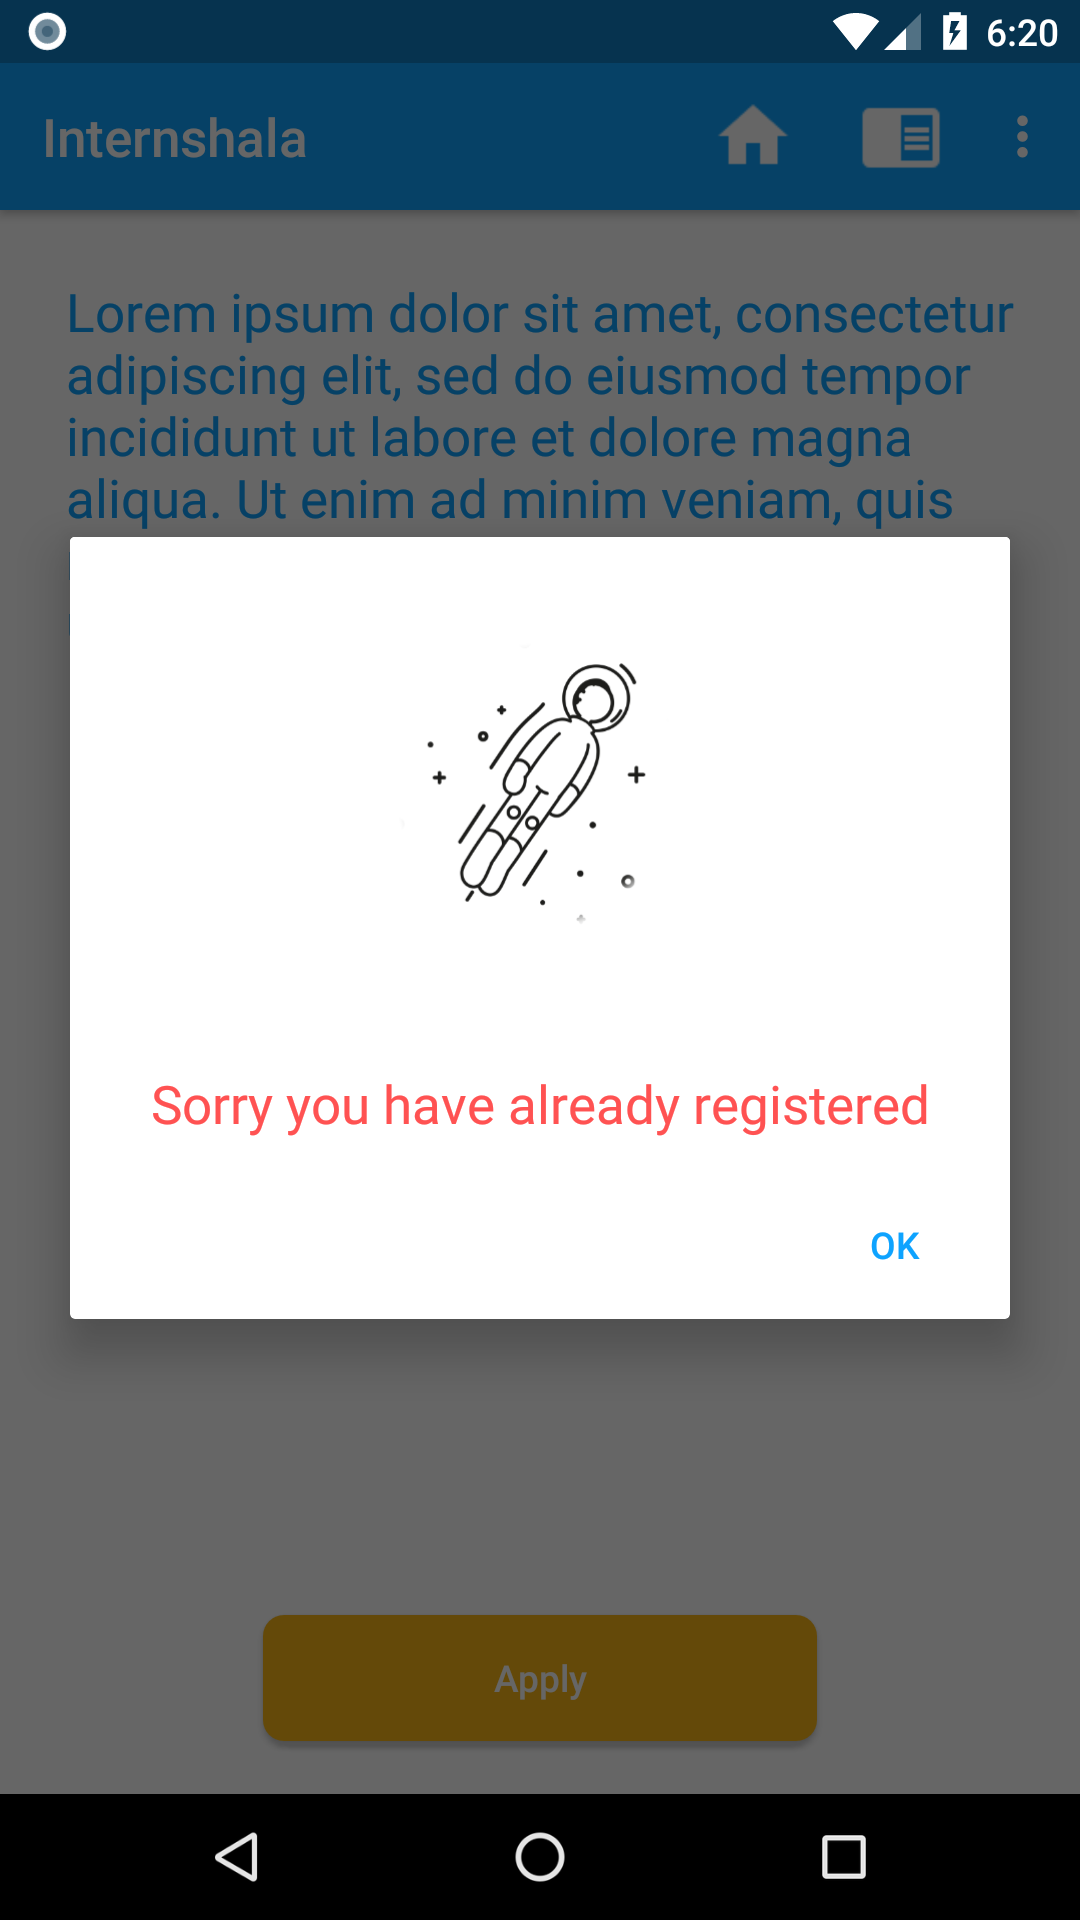 6:20
Internshala
Lorem ipsum dolor sit amet, consectetur
adipiscing elit, sed do eiusmod tempor
incididunt ut labore et dolore magna
aliqua. Ut enim ad minim veniam, quis
Sorry you have already registered
OK
Apply